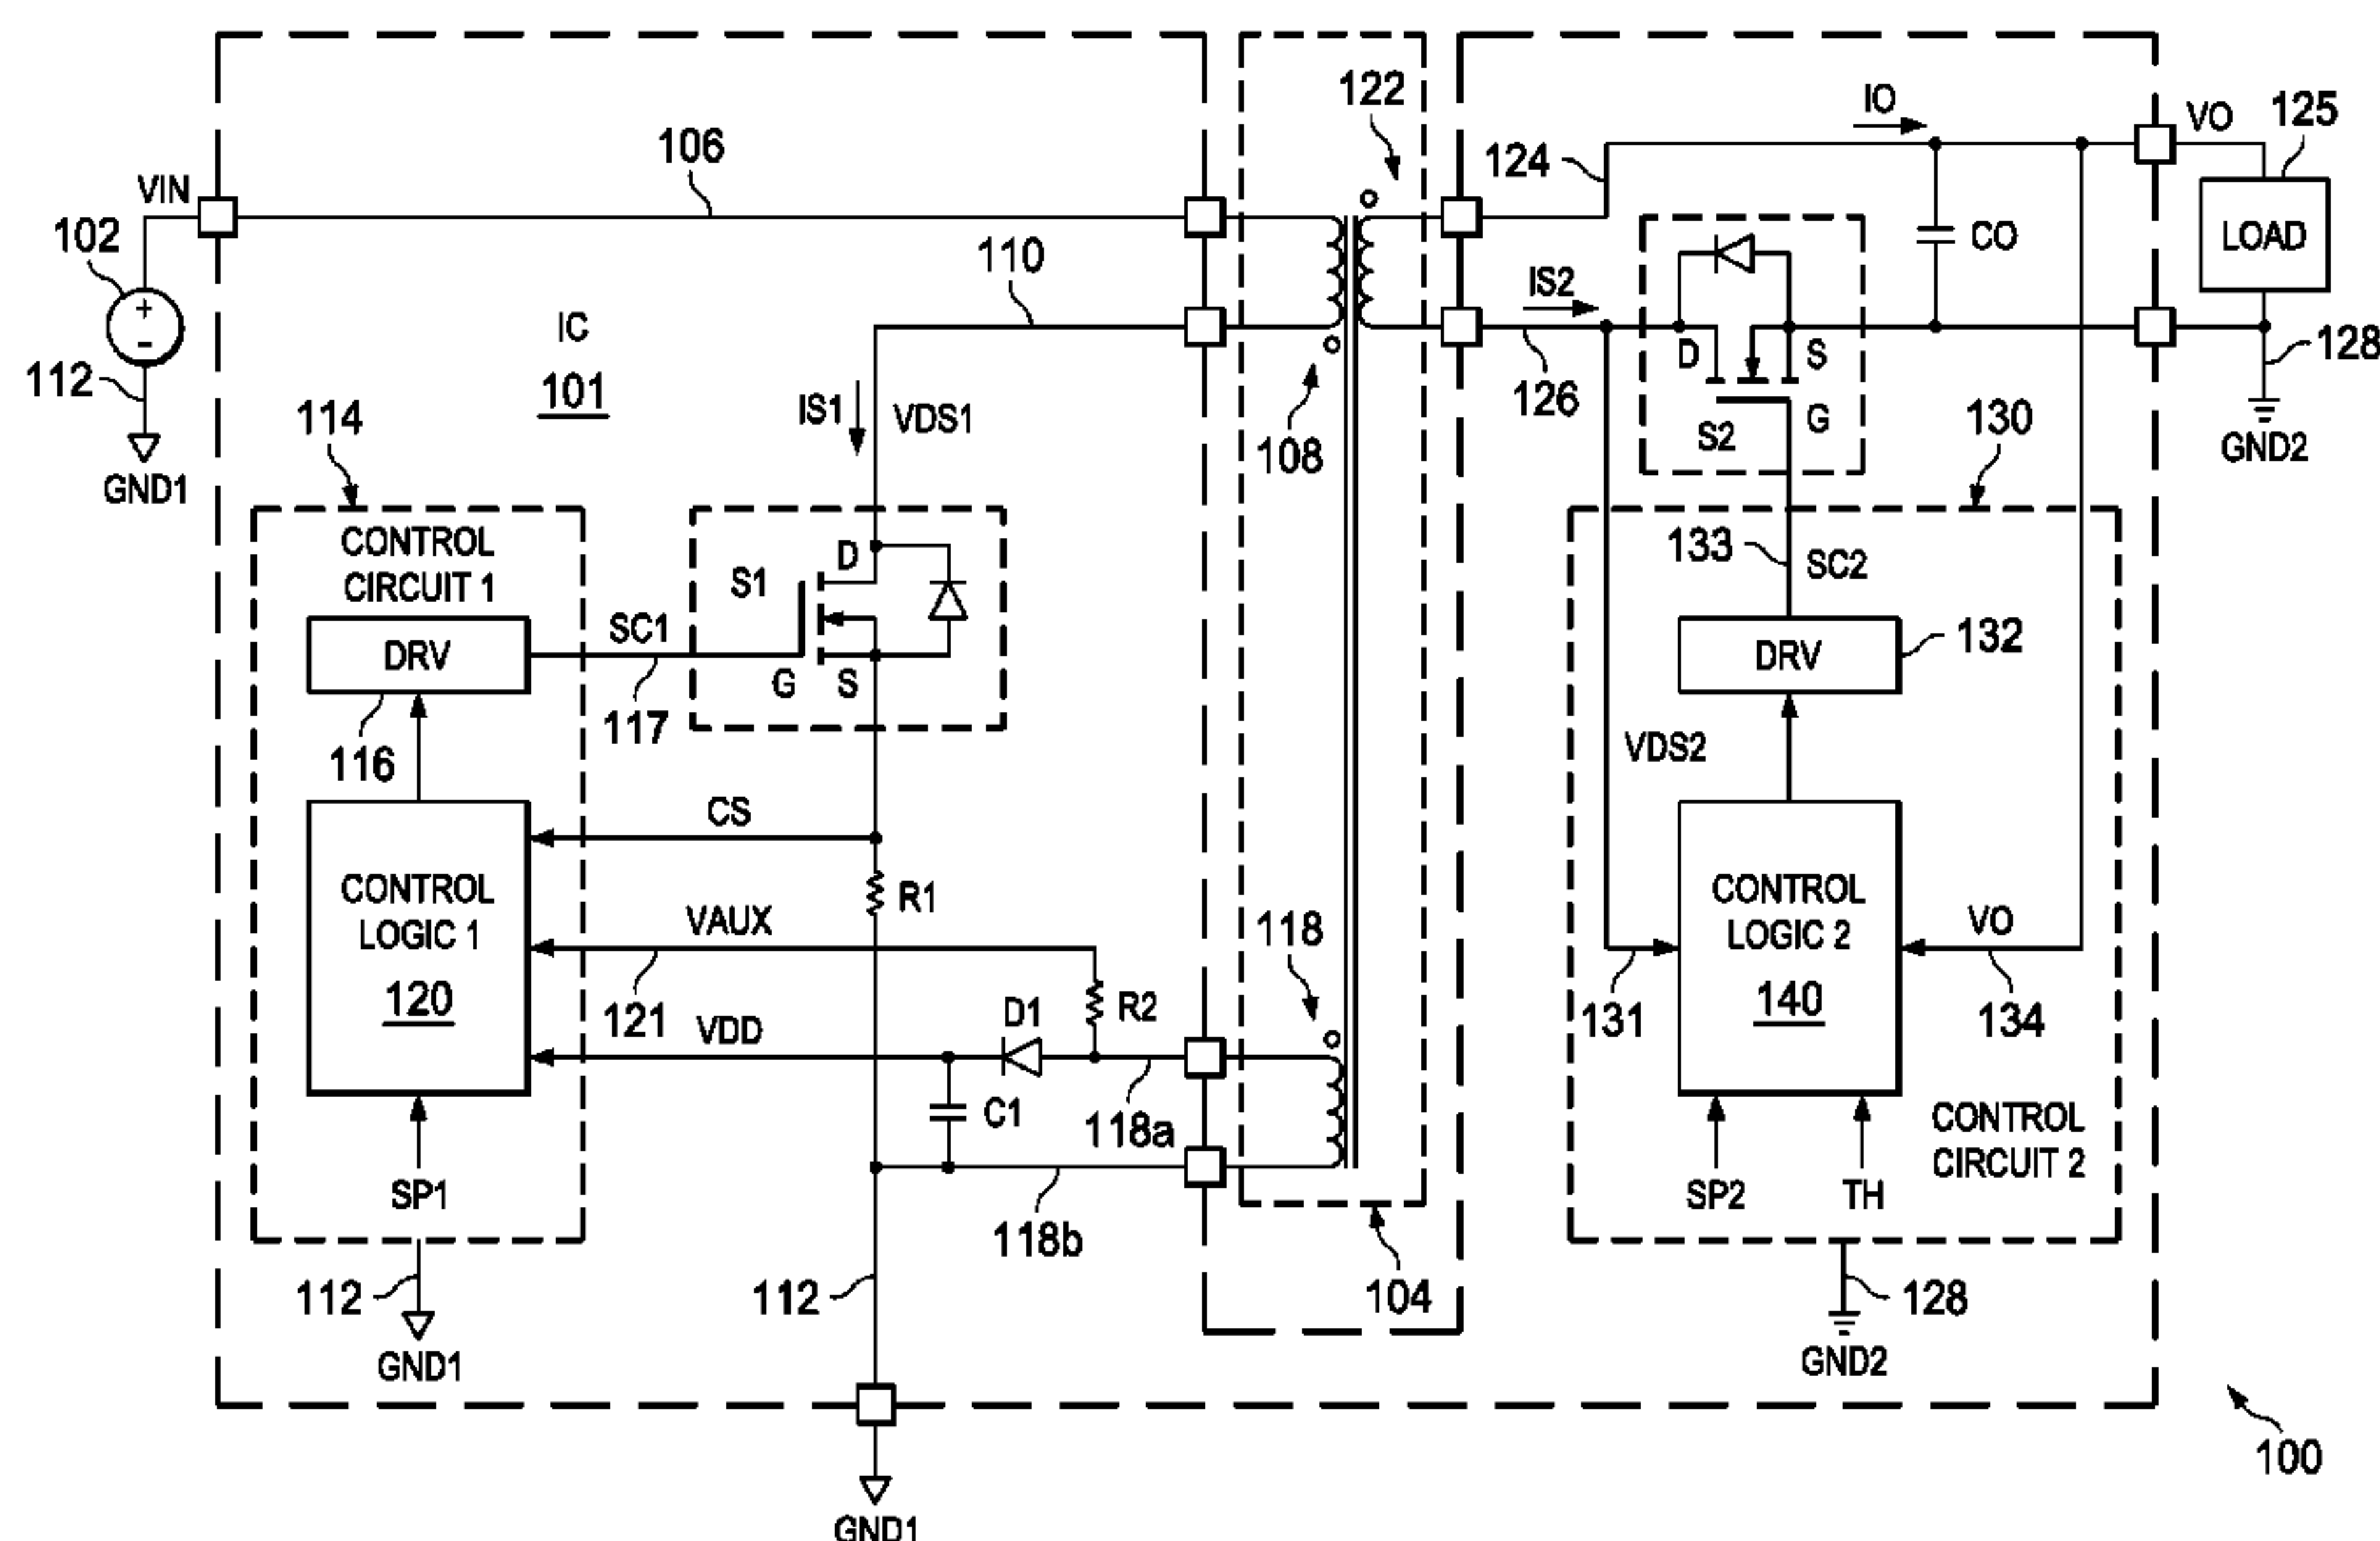 122
IO
VO
125
106
124
VIN
102
CO
LOAD
110
IS2
+
-
IC
D
S
128
112
101
126
114
IS1
VDS1
S2
G
130
108
GND2
GND1
CONTROL
CIRCUIT 1
D
133
SC2
S1
SC1
DRV
DRV
132
G
S
117
116
VDS2
CS
CONTROL
LOGIC 1
120
R1
CONTROL
LOGIC 2
140
VAUX
118
VO
121
D1
R2
131
134
VDD
C1
118a
CONTROL
CIRCUIT 2
SP1
SP2
TH
118b
112
112
104
128
GND1
GND2
100
GND1